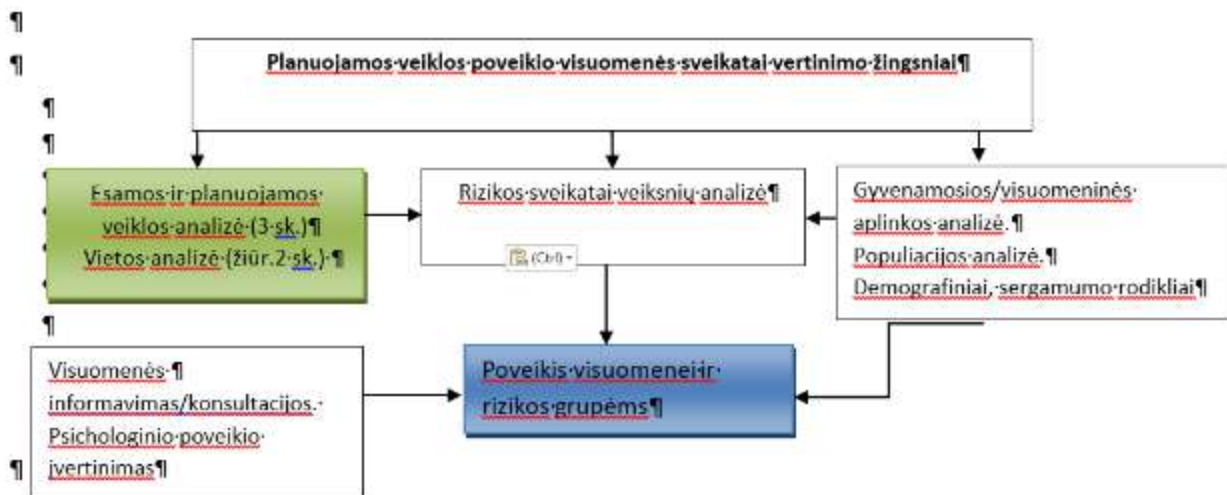 Planuojamos veiklos poveikio visuomenės sveikatai vertinimo žingsniai¶
Esamos ir planuojamos
veiklos analizė (3 sk.)¶
Vietos analizė (žiūr.2 sk.) ¶
Rizikos sveikatai veiksnių analizė¶
(Ctrl)
Gyvenamosios/visuomeninės
aplinkos analizė.¶
Populiacijos analizė.¶
Demografiniai, sergamumo rodikliai¶
Visuomenės ¶
informavimas/konsultacijos.
Psichologinio poveikio
įvertinimas¶
Poveikis visuomenei ir
rizikos grupėms¶